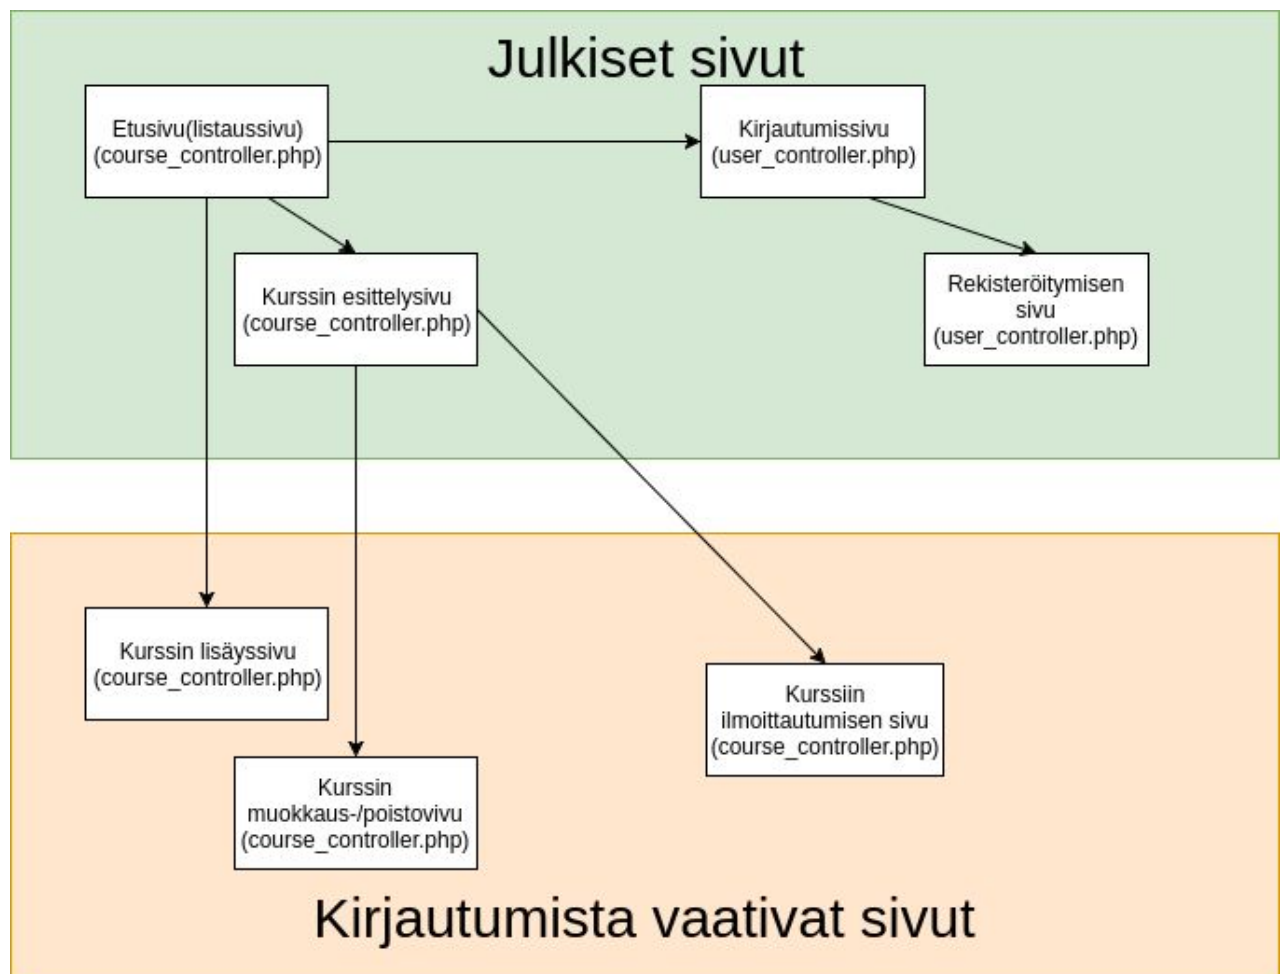 Julkiset sivut
Etusivu(listaussivu)
(course_controller.php)
Kirjautumissivu
(user_controller.php)
Kurssin esittelysivu
(course_controller.php)
Rekisteröitymisen
sivu
(user_controller.php)
Kurssin lisäyssivu
(course_controller.php)
Kurssiin
ilmoittautumisen sivu
(course_controller.php)
Kurssin
muokkaus-/poistovivu
(course_controller.php)
Kirjautumista vaativat sivut